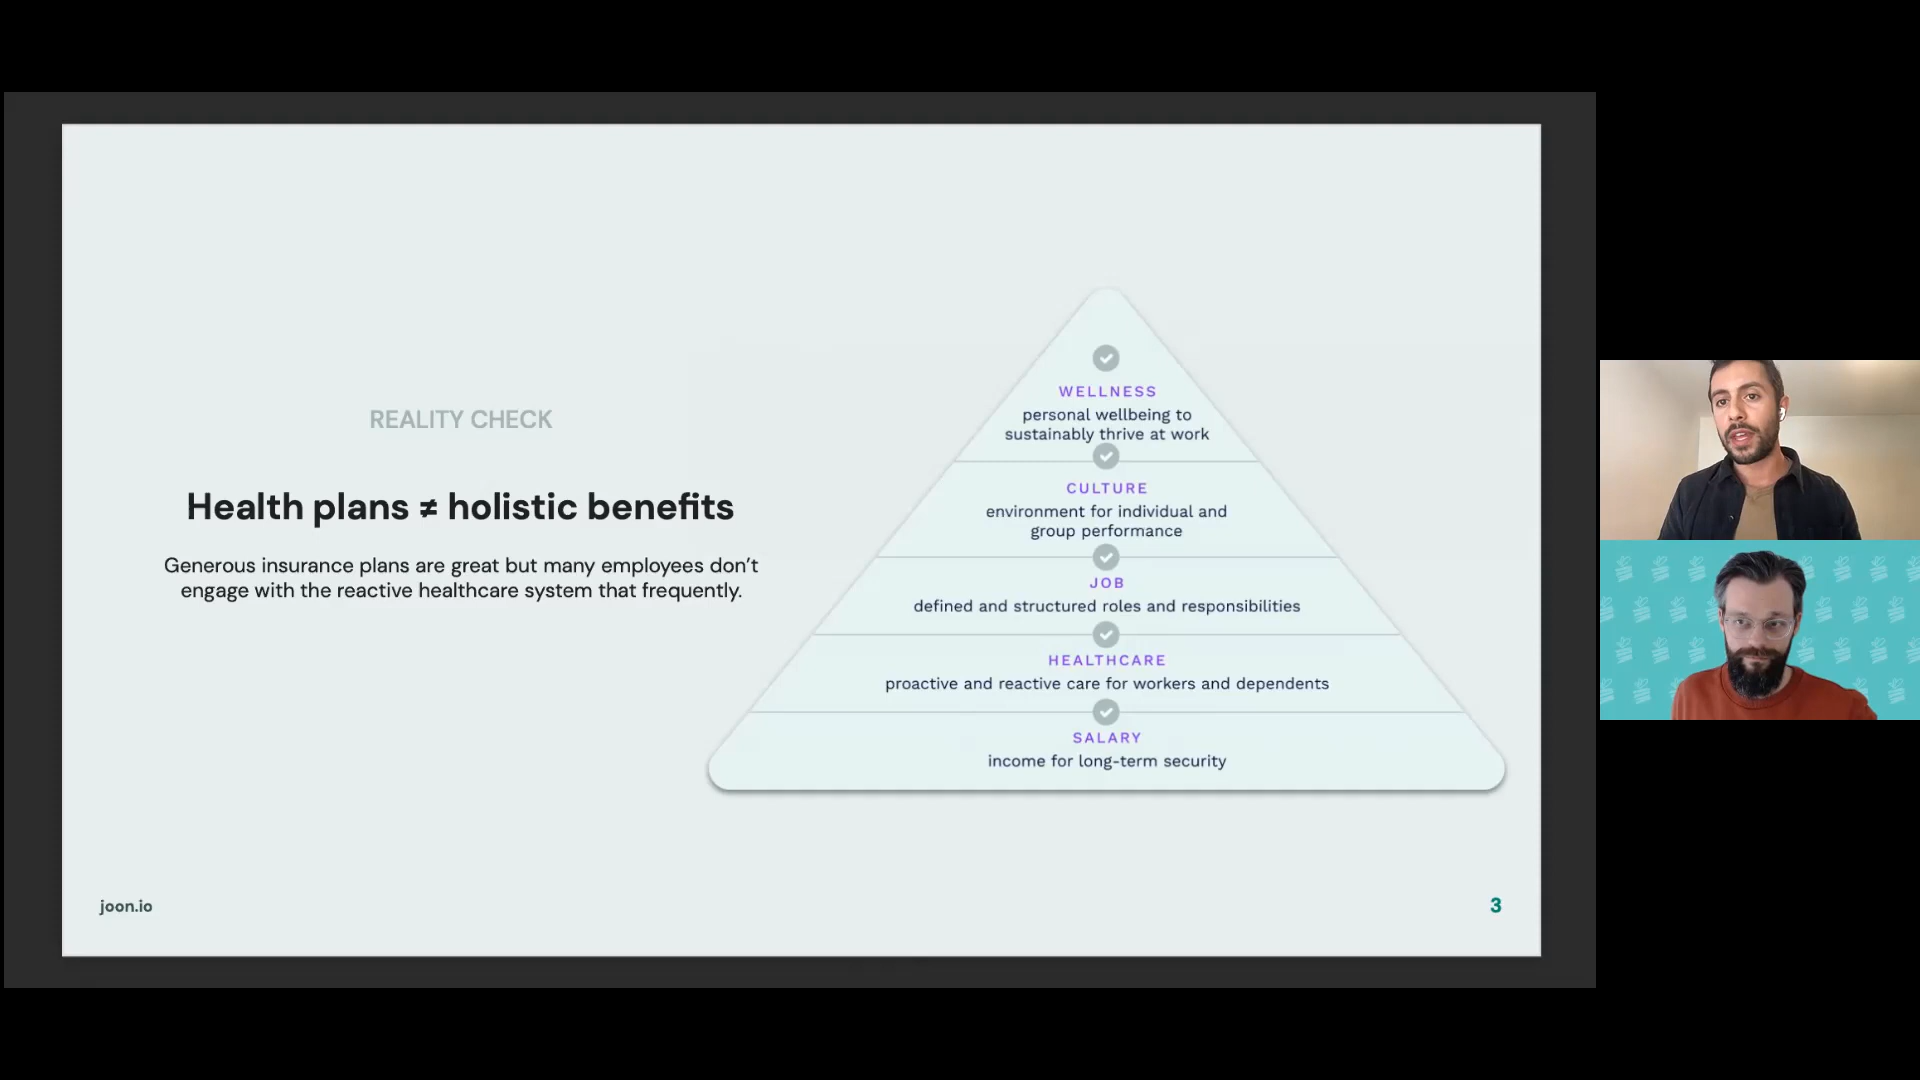 REALITY CHECK
Health plans ≠ holistic benefits
Generous insurance plans are great but many employees don’t
engage with the reactive healthcare system that frequently.
WELLNESS
personal wellbeing to
sustainably thrive at work
CULTURE
environment for individual and
group performance
JOB
defined and structured roles and responsibilities
HEALTHCARE
proactive and reactive care for workers and dependents
SALARY
income for long-term security
joon.io
3